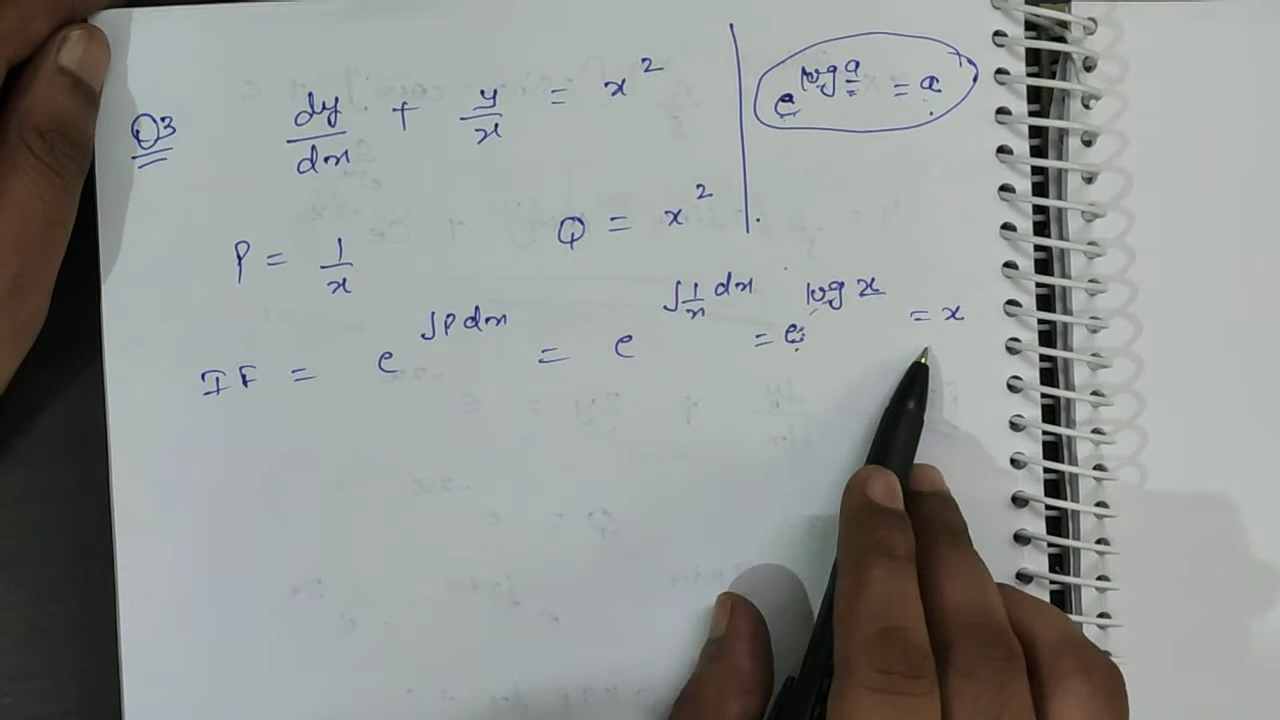 Q3 dy/dx + y/x = x²
e^(log a) = a
P = 1/x Q = x²
IF = e^(∫P dx) = e^(∫1/x dx) = e^(log x) = x